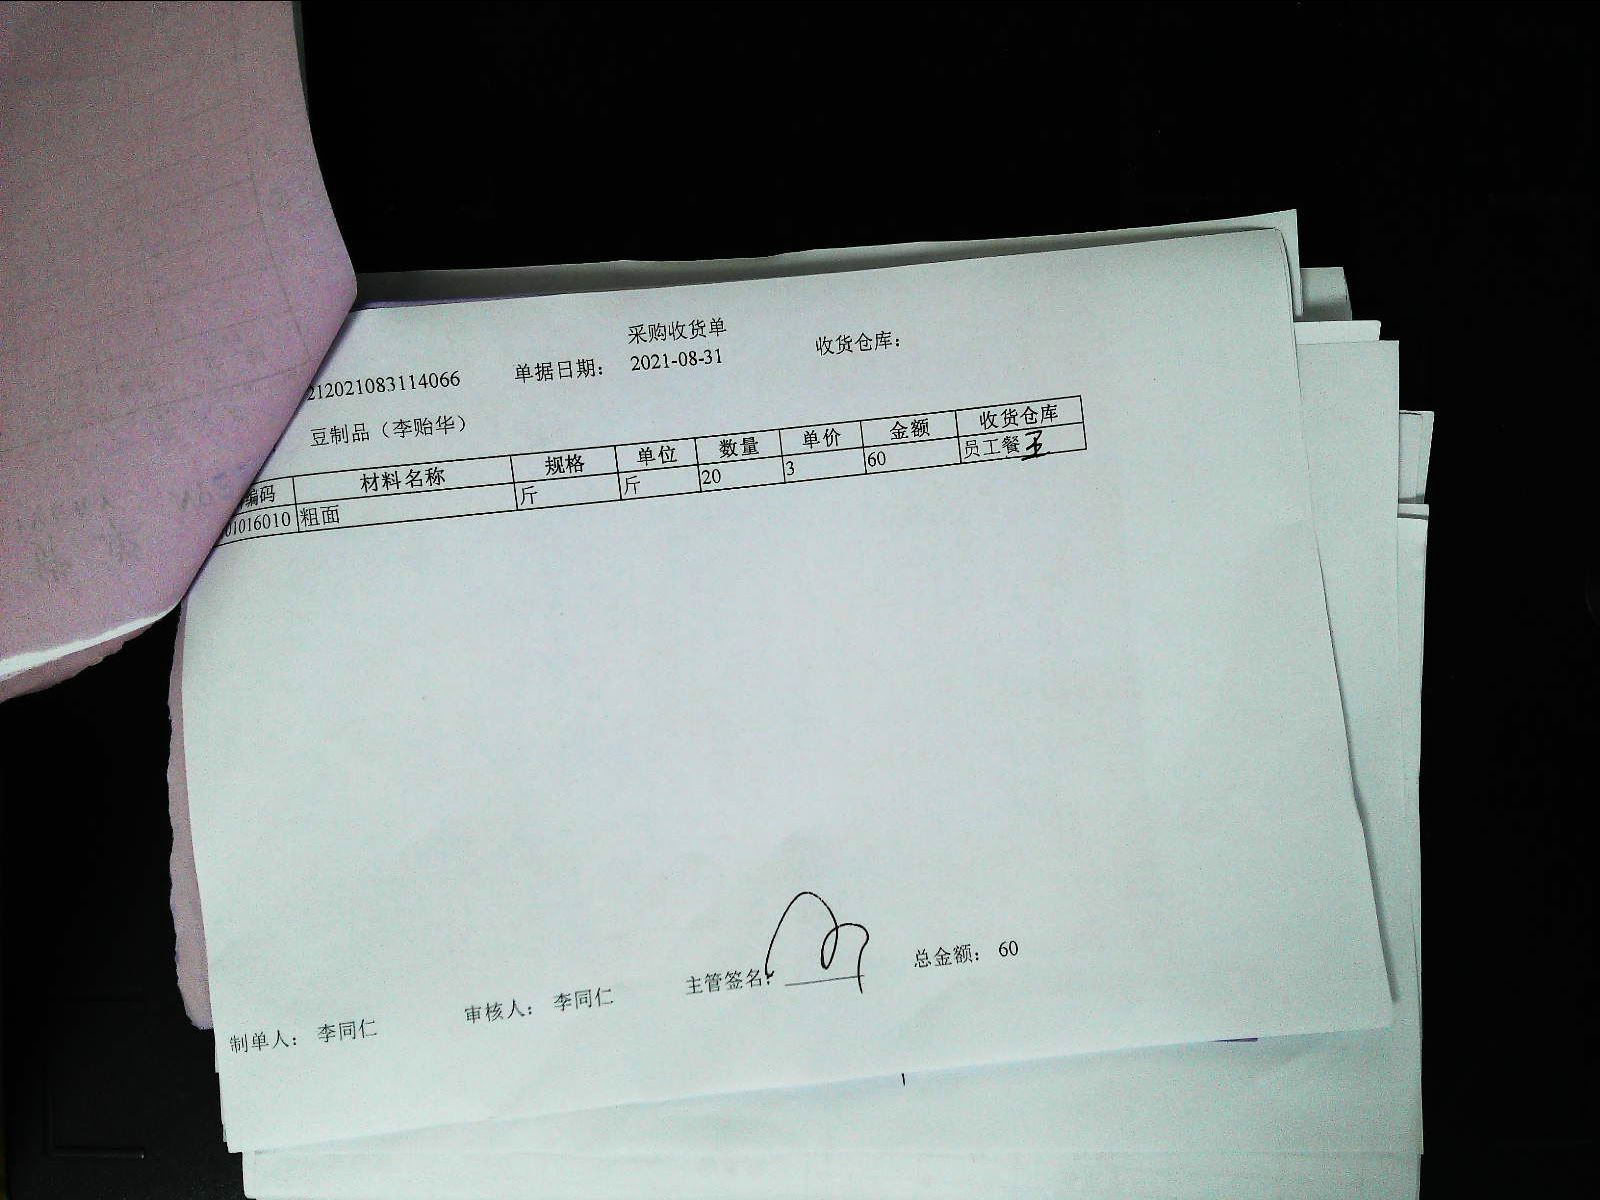 采购收货单
212021083114066 单据日期: 2021-08-31 收货仓库:
豆制品（李贻华）
编码 材料名称 规格 单位 数量 单价 金额 收货仓库
01016010 粗面 斤 斤 20 3 60 员工餐 王
主管签名: 总金额: 60
制单人: 李同仁 审核人: 李同仁